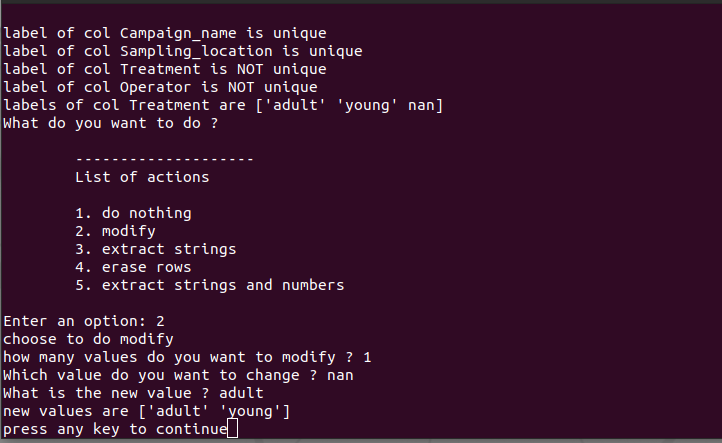 label of col Campaign_name is unique
label of col Sampling_location is unique
label of col Treatment is NOT unique
label of col Operator is NOT unique
labels of col Treatment are ['adult' 'young' nan]
What do you want to do ?
--------------------
List of actions
1. do nothing
2. modify
3. extract strings
4. erase rows
5. extract strings and numbers
Enter an option: 2
choose to do modify
how many values do you want to modify ? 1
Which value do you want to change ? nan
What is the new value ? adult
new values are ['adult' 'young']
press any key to continue